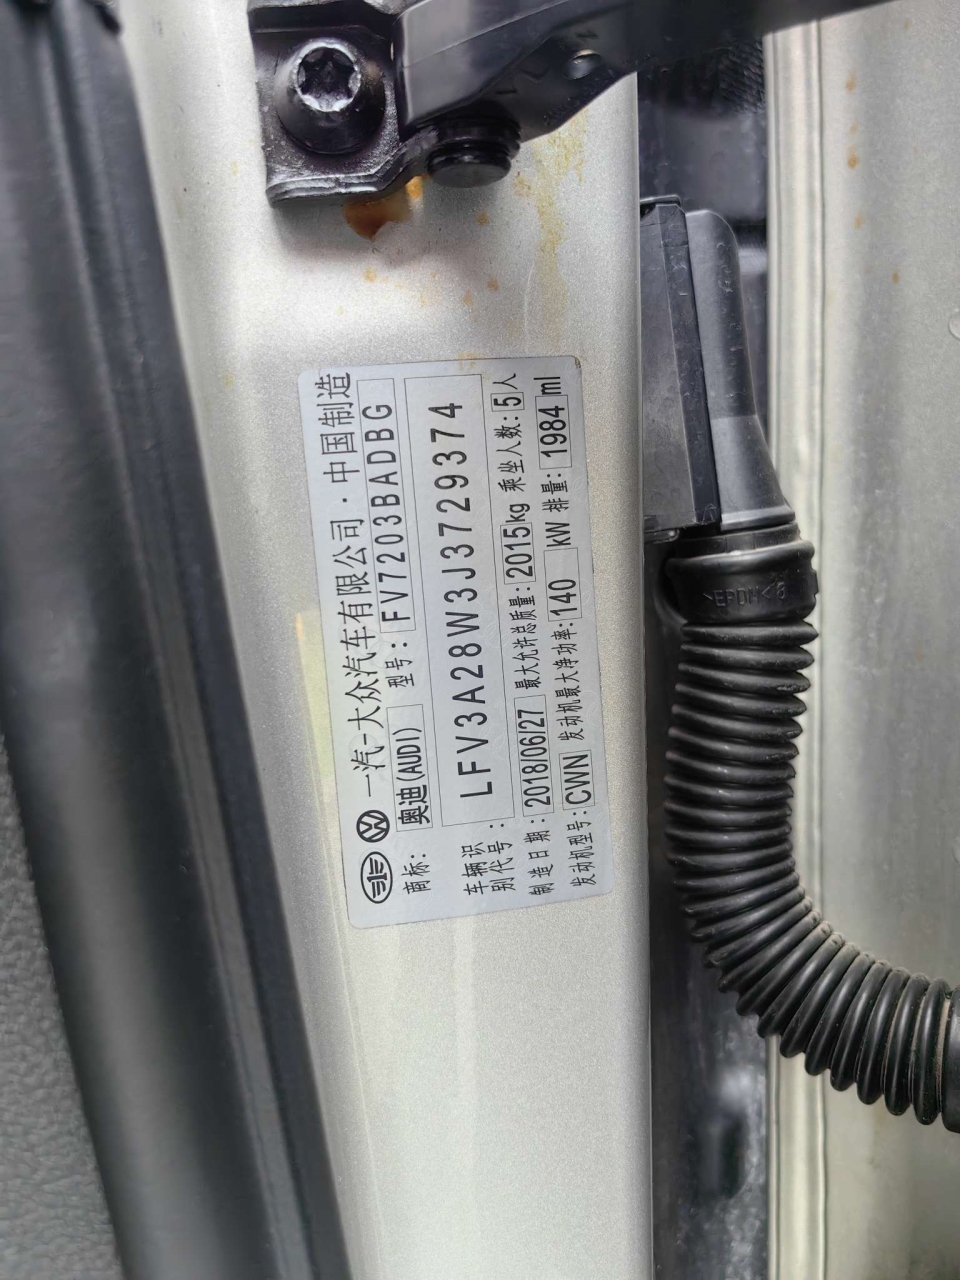 一汽-大众汽车有限公司·中国制造
商标: 奥迪(AUDI) 型号: FV7203BADBG
车辆识别代号: LFV3A28W3J3729374
制造日期: 2018/06/27 最大允许总质量: 2015kg 乘坐人数: 5人
发动机型号: CWN 发动机最大净功率: 140 kW 排量: 1984 ml
>EPDM<